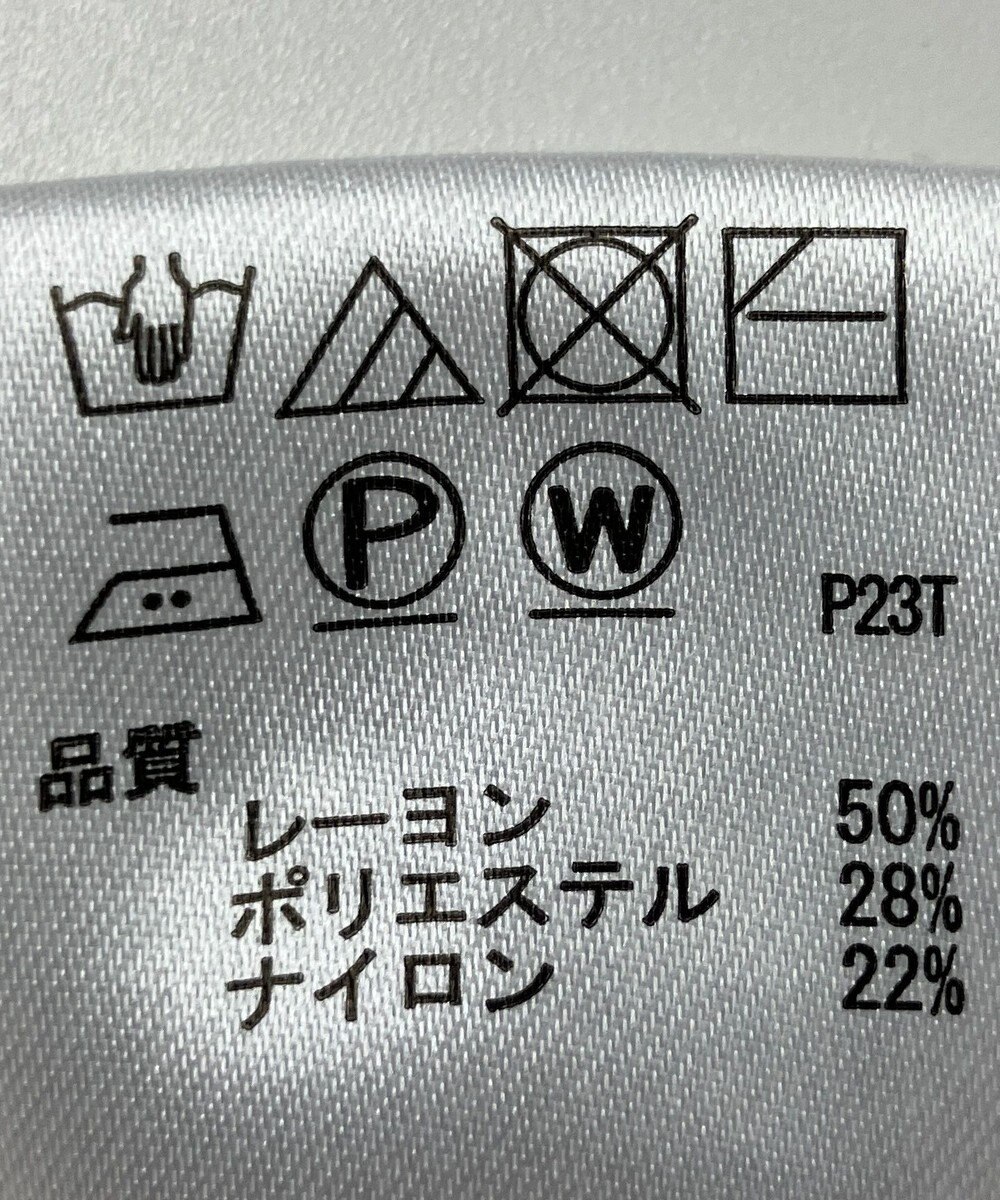 P W P23T
品質
レーヨン 50%
ポリエステル 28%
ナイロン 22%